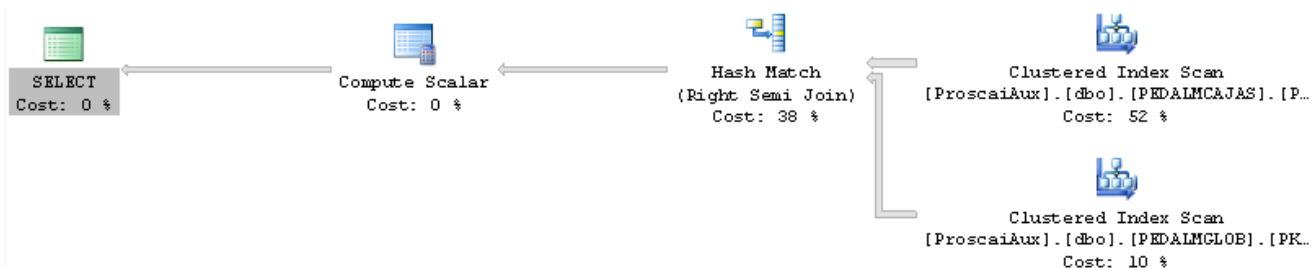 SELECT
Cost: 0 %
Compute Scalar
Cost: 0 %
Hash Match
(Right Semi Join)
Cost: 38 %
Clustered Index Scan
[ProscaiAux].[dbo].[PEDALMCAJAS].[P…
Cost: 52 %
Clustered Index Scan
[ProscaiAux].[dbo].[PEDALMGLOB].[PK…
Cost: 10 %